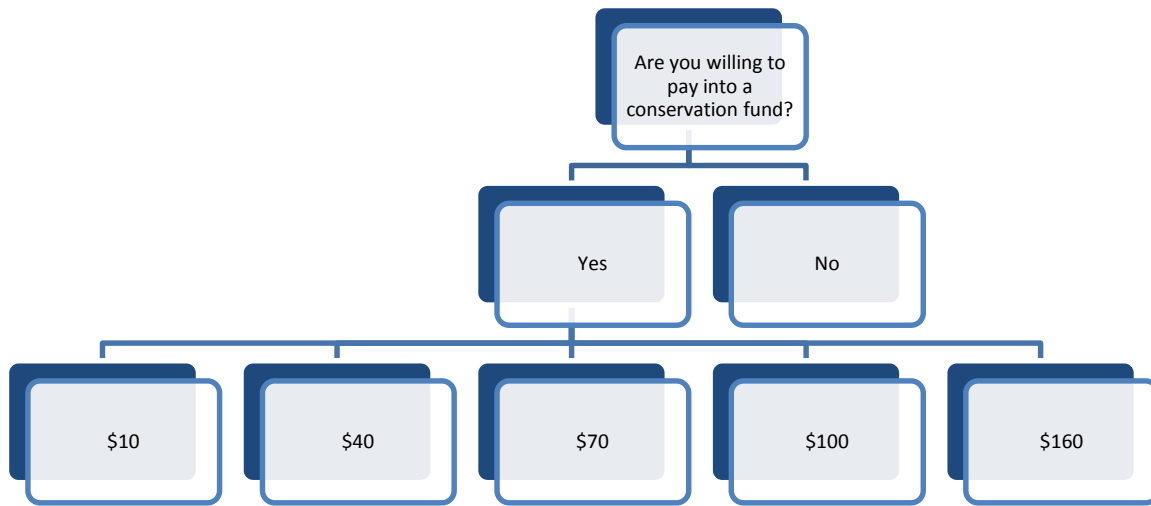 Are you willing to
pay into a
conservation fund?
Yes
No
$10
$40
$70
$100
$160